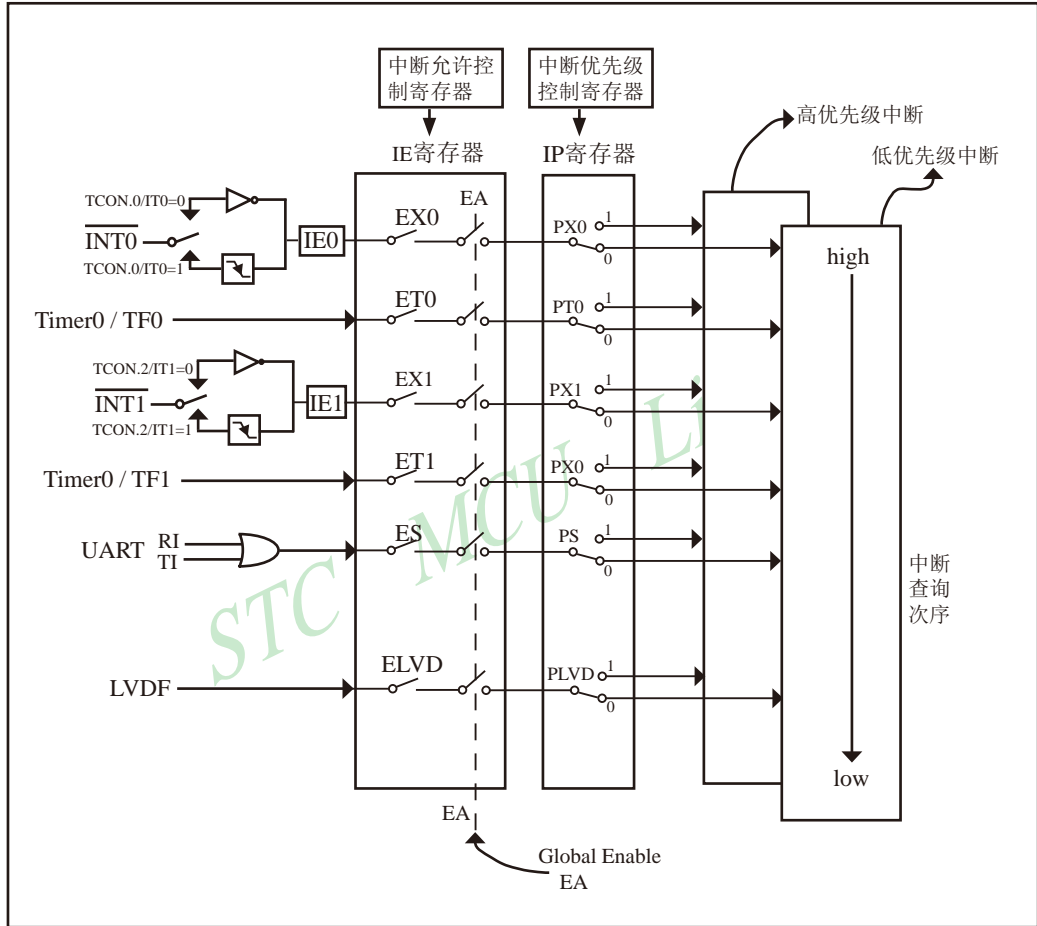 中断允许控
制寄存器
中断优先级
控制寄存器
高优先级中断
低优先级中断
IE寄存器
IP寄存器
TCON.0/IT0=0
INT0
TCON.0/IT0=1
IE0
EX0
EA
PX0
1
0
high
Timer0 / TF0
ET0
PT0
1
0
TCON.2/IT1=0
INT1
TCON.2/IT1=1
IE1
EX1
PX1
1
0
Timer0 / TF1
ET1
PX0
1
0
UART
RI
TI
ES
PS
1
0
中断
查询
次序
STC MCU Li
LVDF
ELVD
PLVD
1
0
low
EA
Global Enable
EA